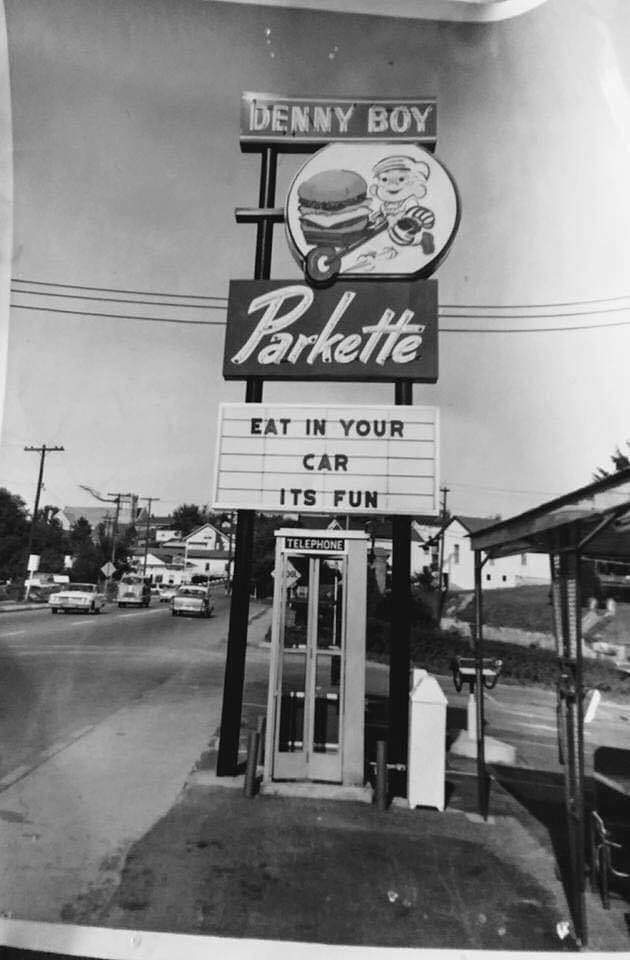 DENNY BOY
Parkette
EAT IN YOUR
CAR
ITS FUN
TELEPHONE